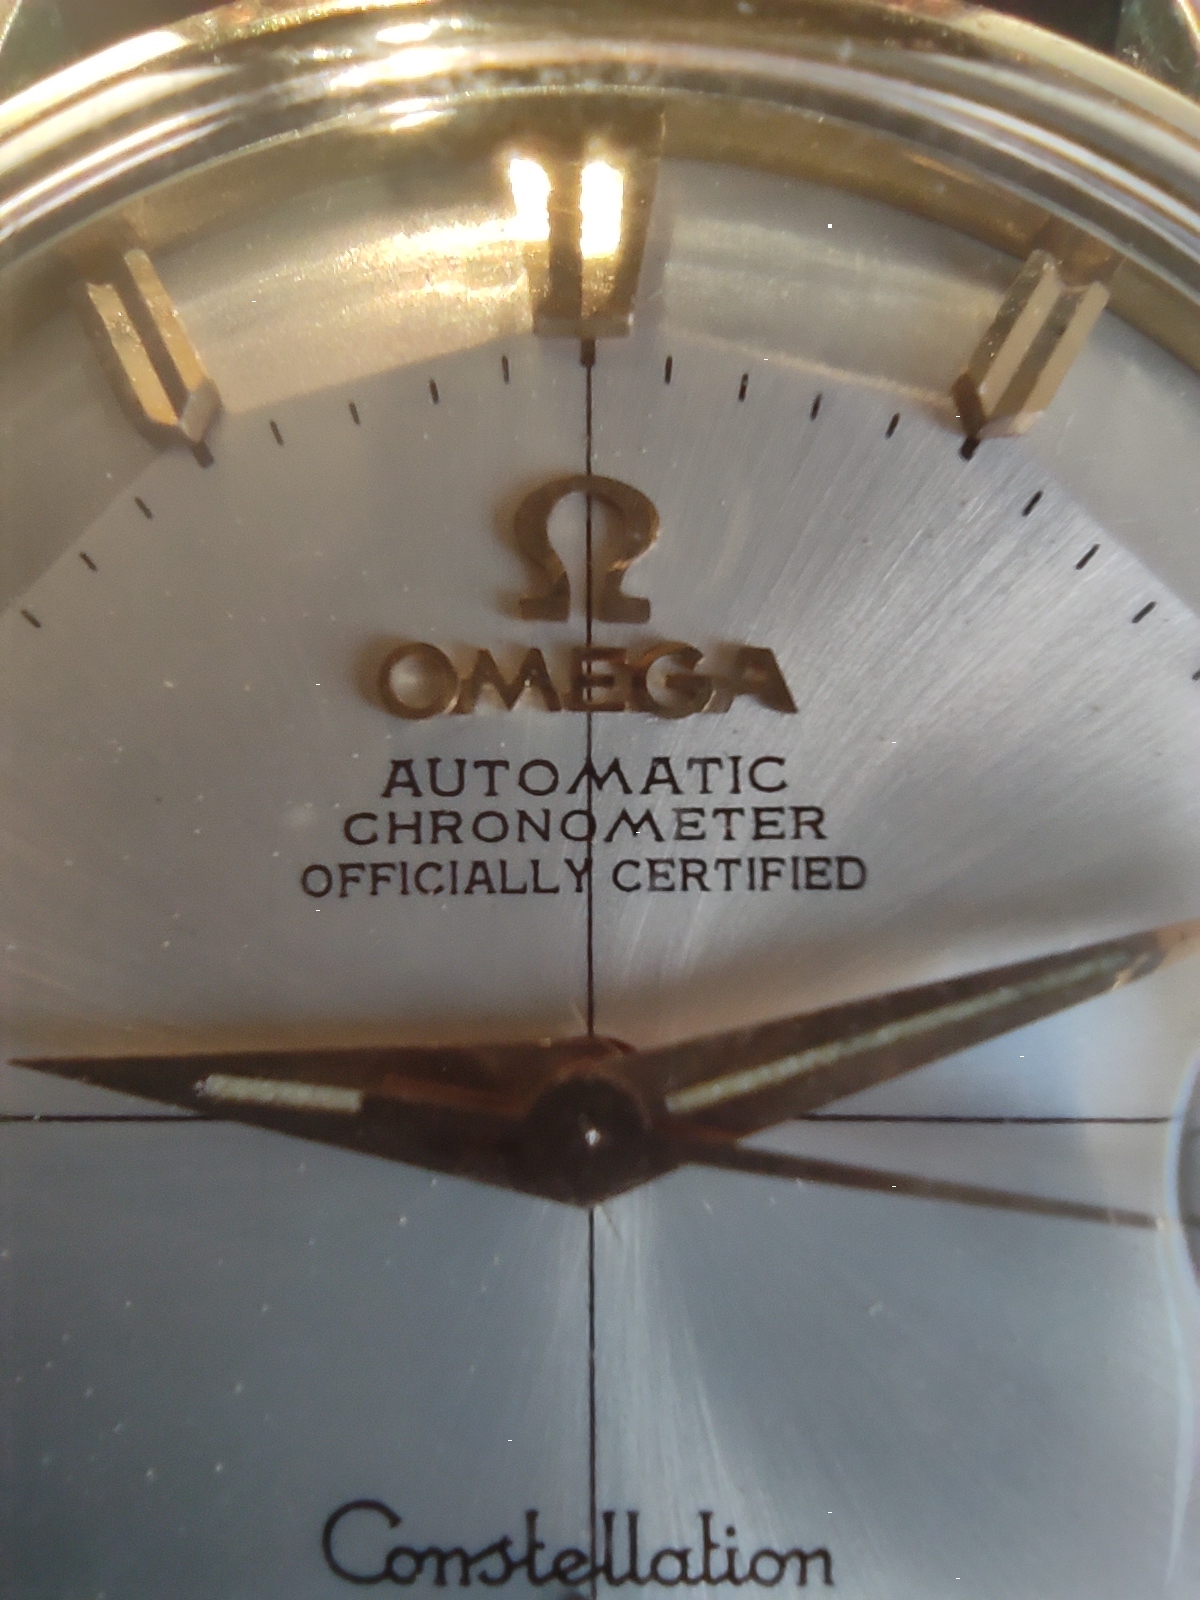 Ω
OMEGA
AUTOMATIC
CHRONOMETER
OFFICIALLY CERTIFIED
Constellation